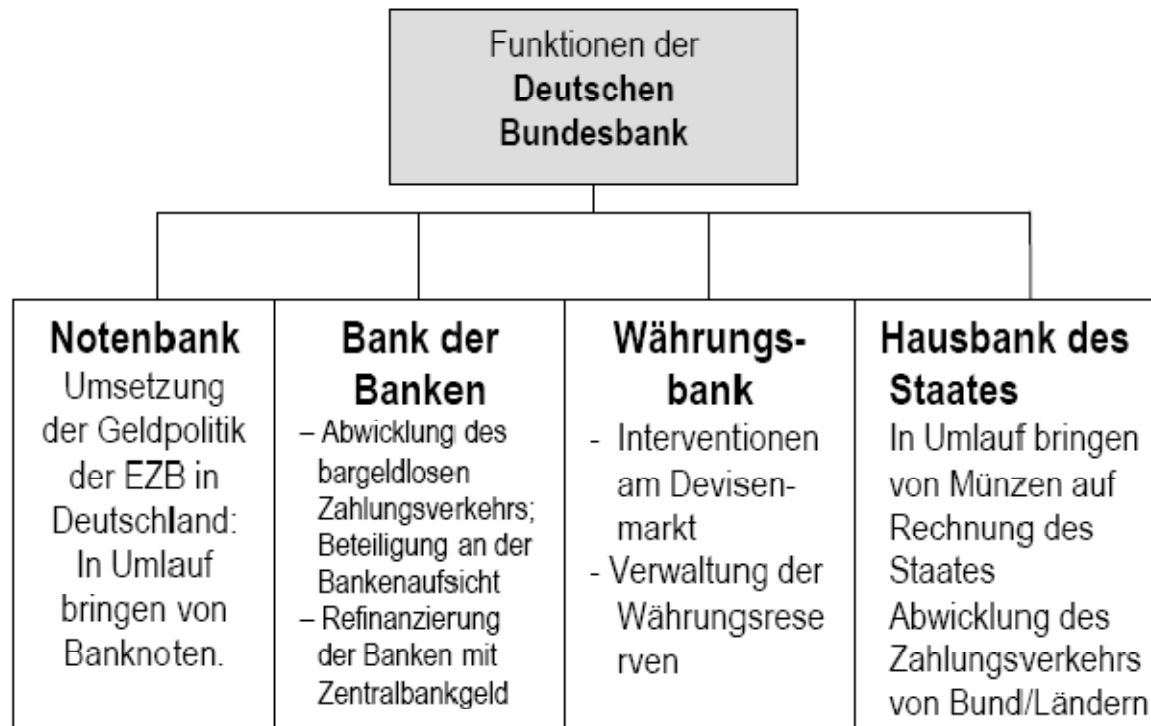 Funktionen der
Deutschen
Bundesbank
Notenbank
Umsetzung
der Geldpolitik
der EZB in
Deutschland:
In Umlauf
bringen von
Banknoten.
Bank der
Banken
– Abwicklung des
bargeldlosen
Zahlungsverkehrs;
Beteiligung an der
Bankenaufsicht
– Refinanzierung
der Banken mit
Zentralbankgeld
Währungs-
bank
- Interventionen
am Devisen-
markt
- Verwaltung der
Währungsrese
rven
Hausbank des
Staates
In Umlauf bringen
von Münzen auf
Rechnung des
Staates
Abwicklung des
Zahlungsverkehrs
von Bund/Ländern